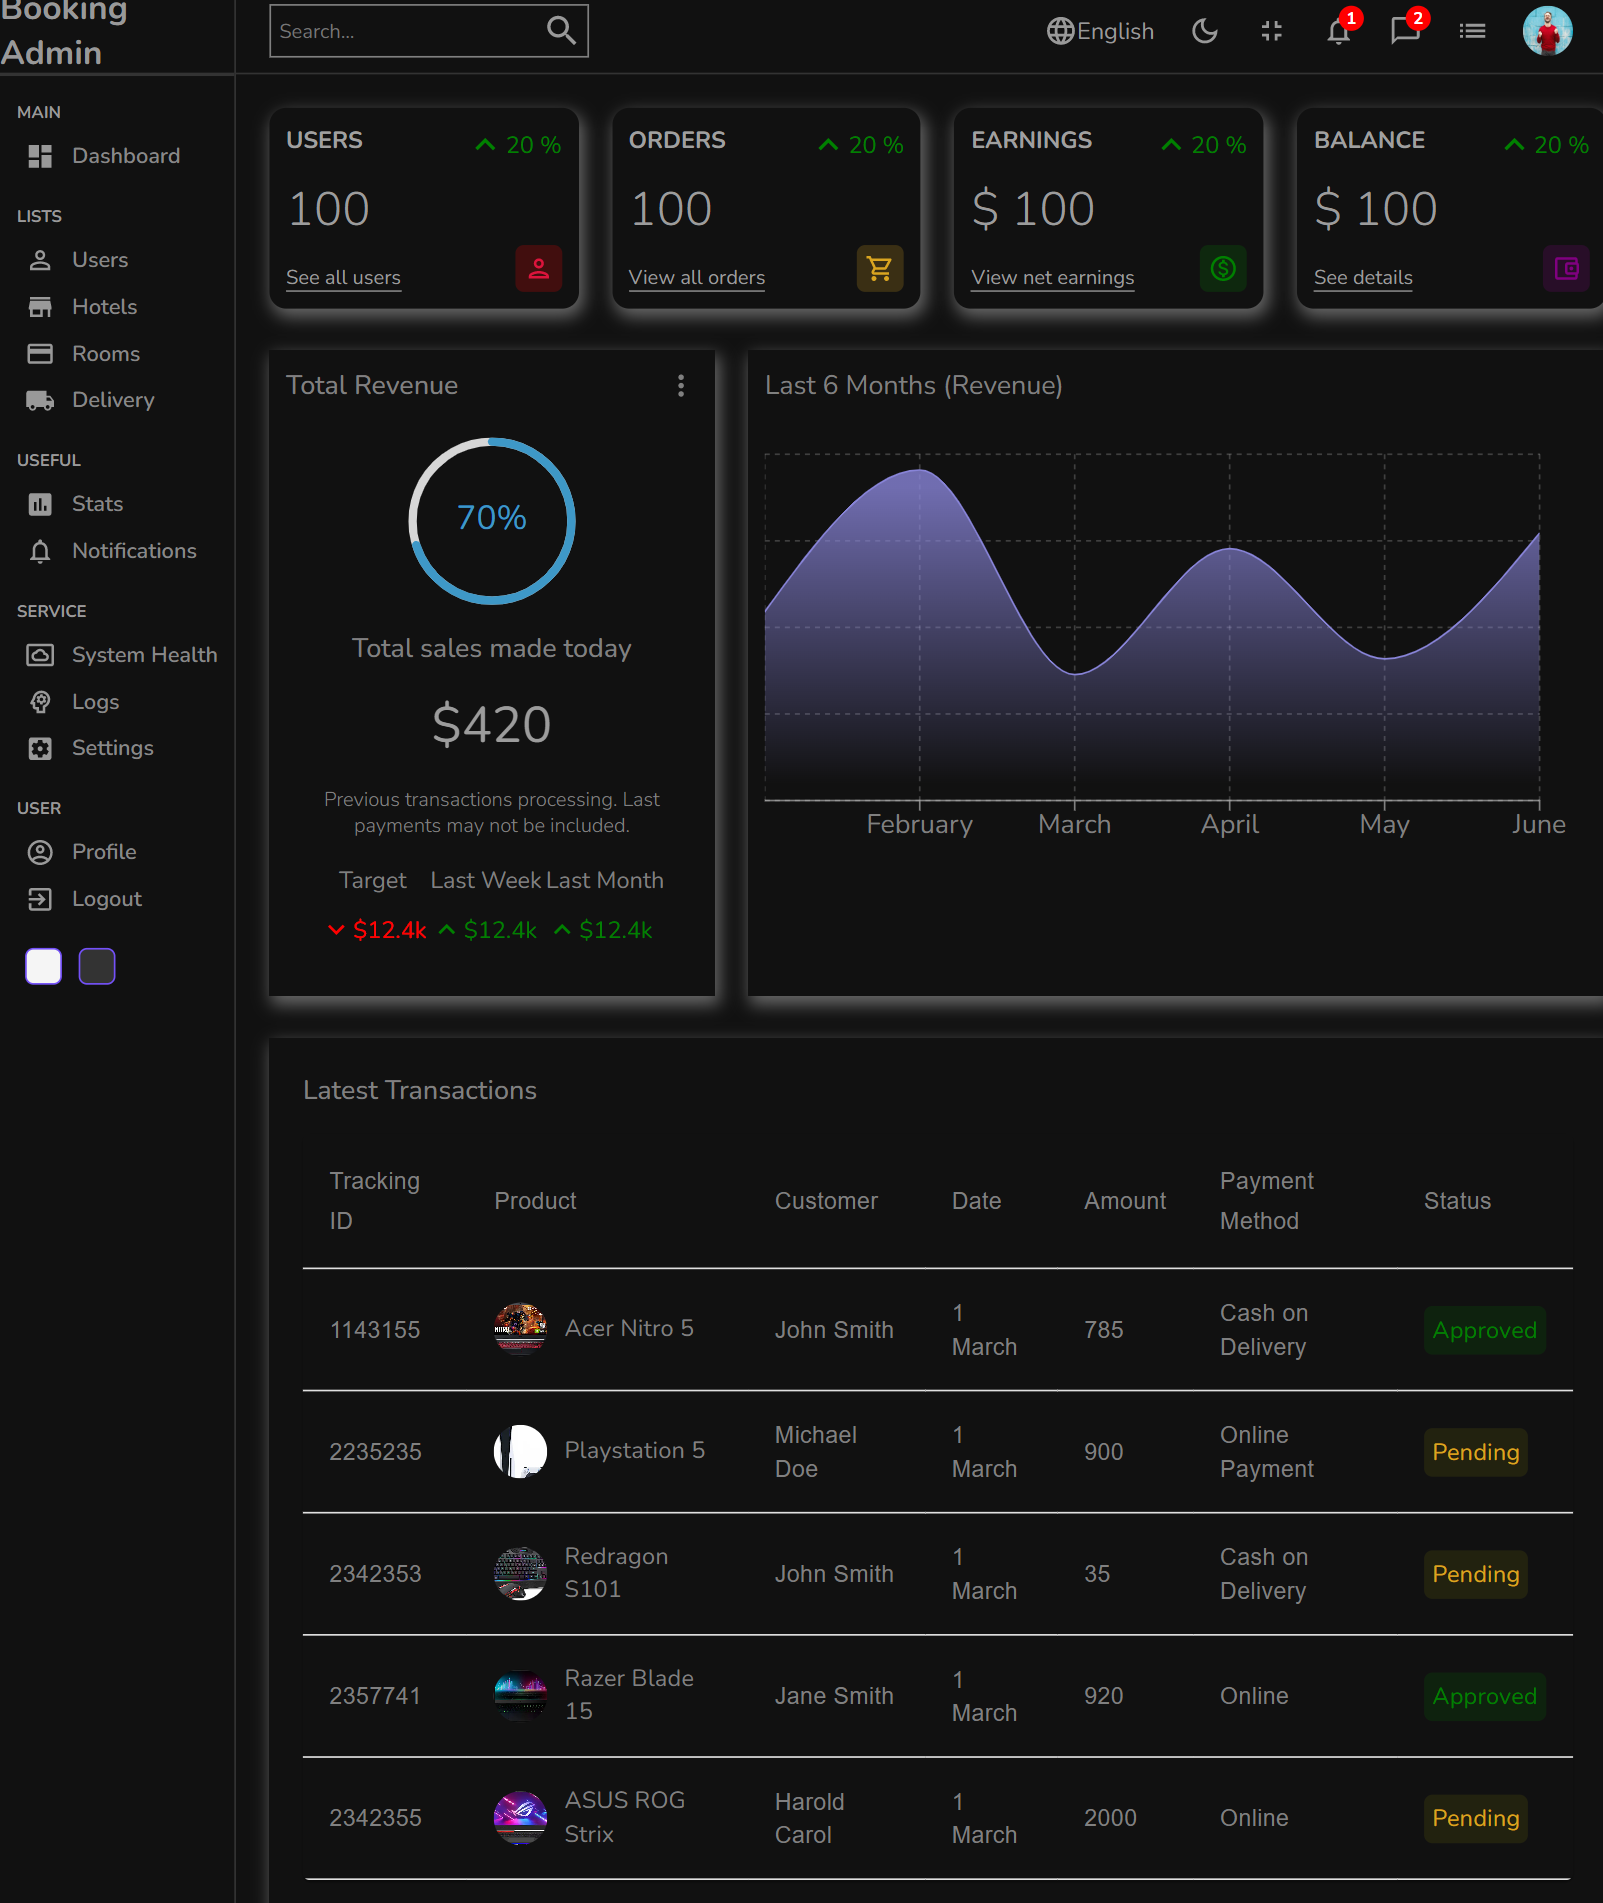 Booking
Admin
Search...
English
1
2
MAIN
Dashboard
LISTS
Users
Hotels
Rooms
Delivery
USEFUL
Stats
Notifications
SERVICE
System Health
Logs
Settings
USER
Profile
Logout
USERS
20 %
100
See all users
ORDERS
20 %
100
View all orders
EARNINGS
20 %
$ 100
View net earnings
BALANCE
20 %
$ 100
See details
Total Revenue
70%
Total sales made today
$420
Previous transactions processing. Last
payments may not be included.
Target Last Week Last Month
$12.4k $12.4k $12.4k
Last 6 Months (Revenue)
February March April May June
Latest Transactions
Tracking
ID
Product
Customer
Date
Amount
Payment
Method
Status
1143155
Acer Nitro 5
John Smith
1
March
785
Cash on
Delivery
Approved
2235235
Playstation 5
Michael
Doe
1
March
900
Online
Payment
Pending
2342353
Redragon
S101
John Smith
1
March
35
Cash on
Delivery
Pending
2357741
Razer Blade
15
Jane Smith
1
March
920
Online
Approved
2342355
ASUS ROG
Strix
Harold
Carol
1
March
2000
Online
Pending